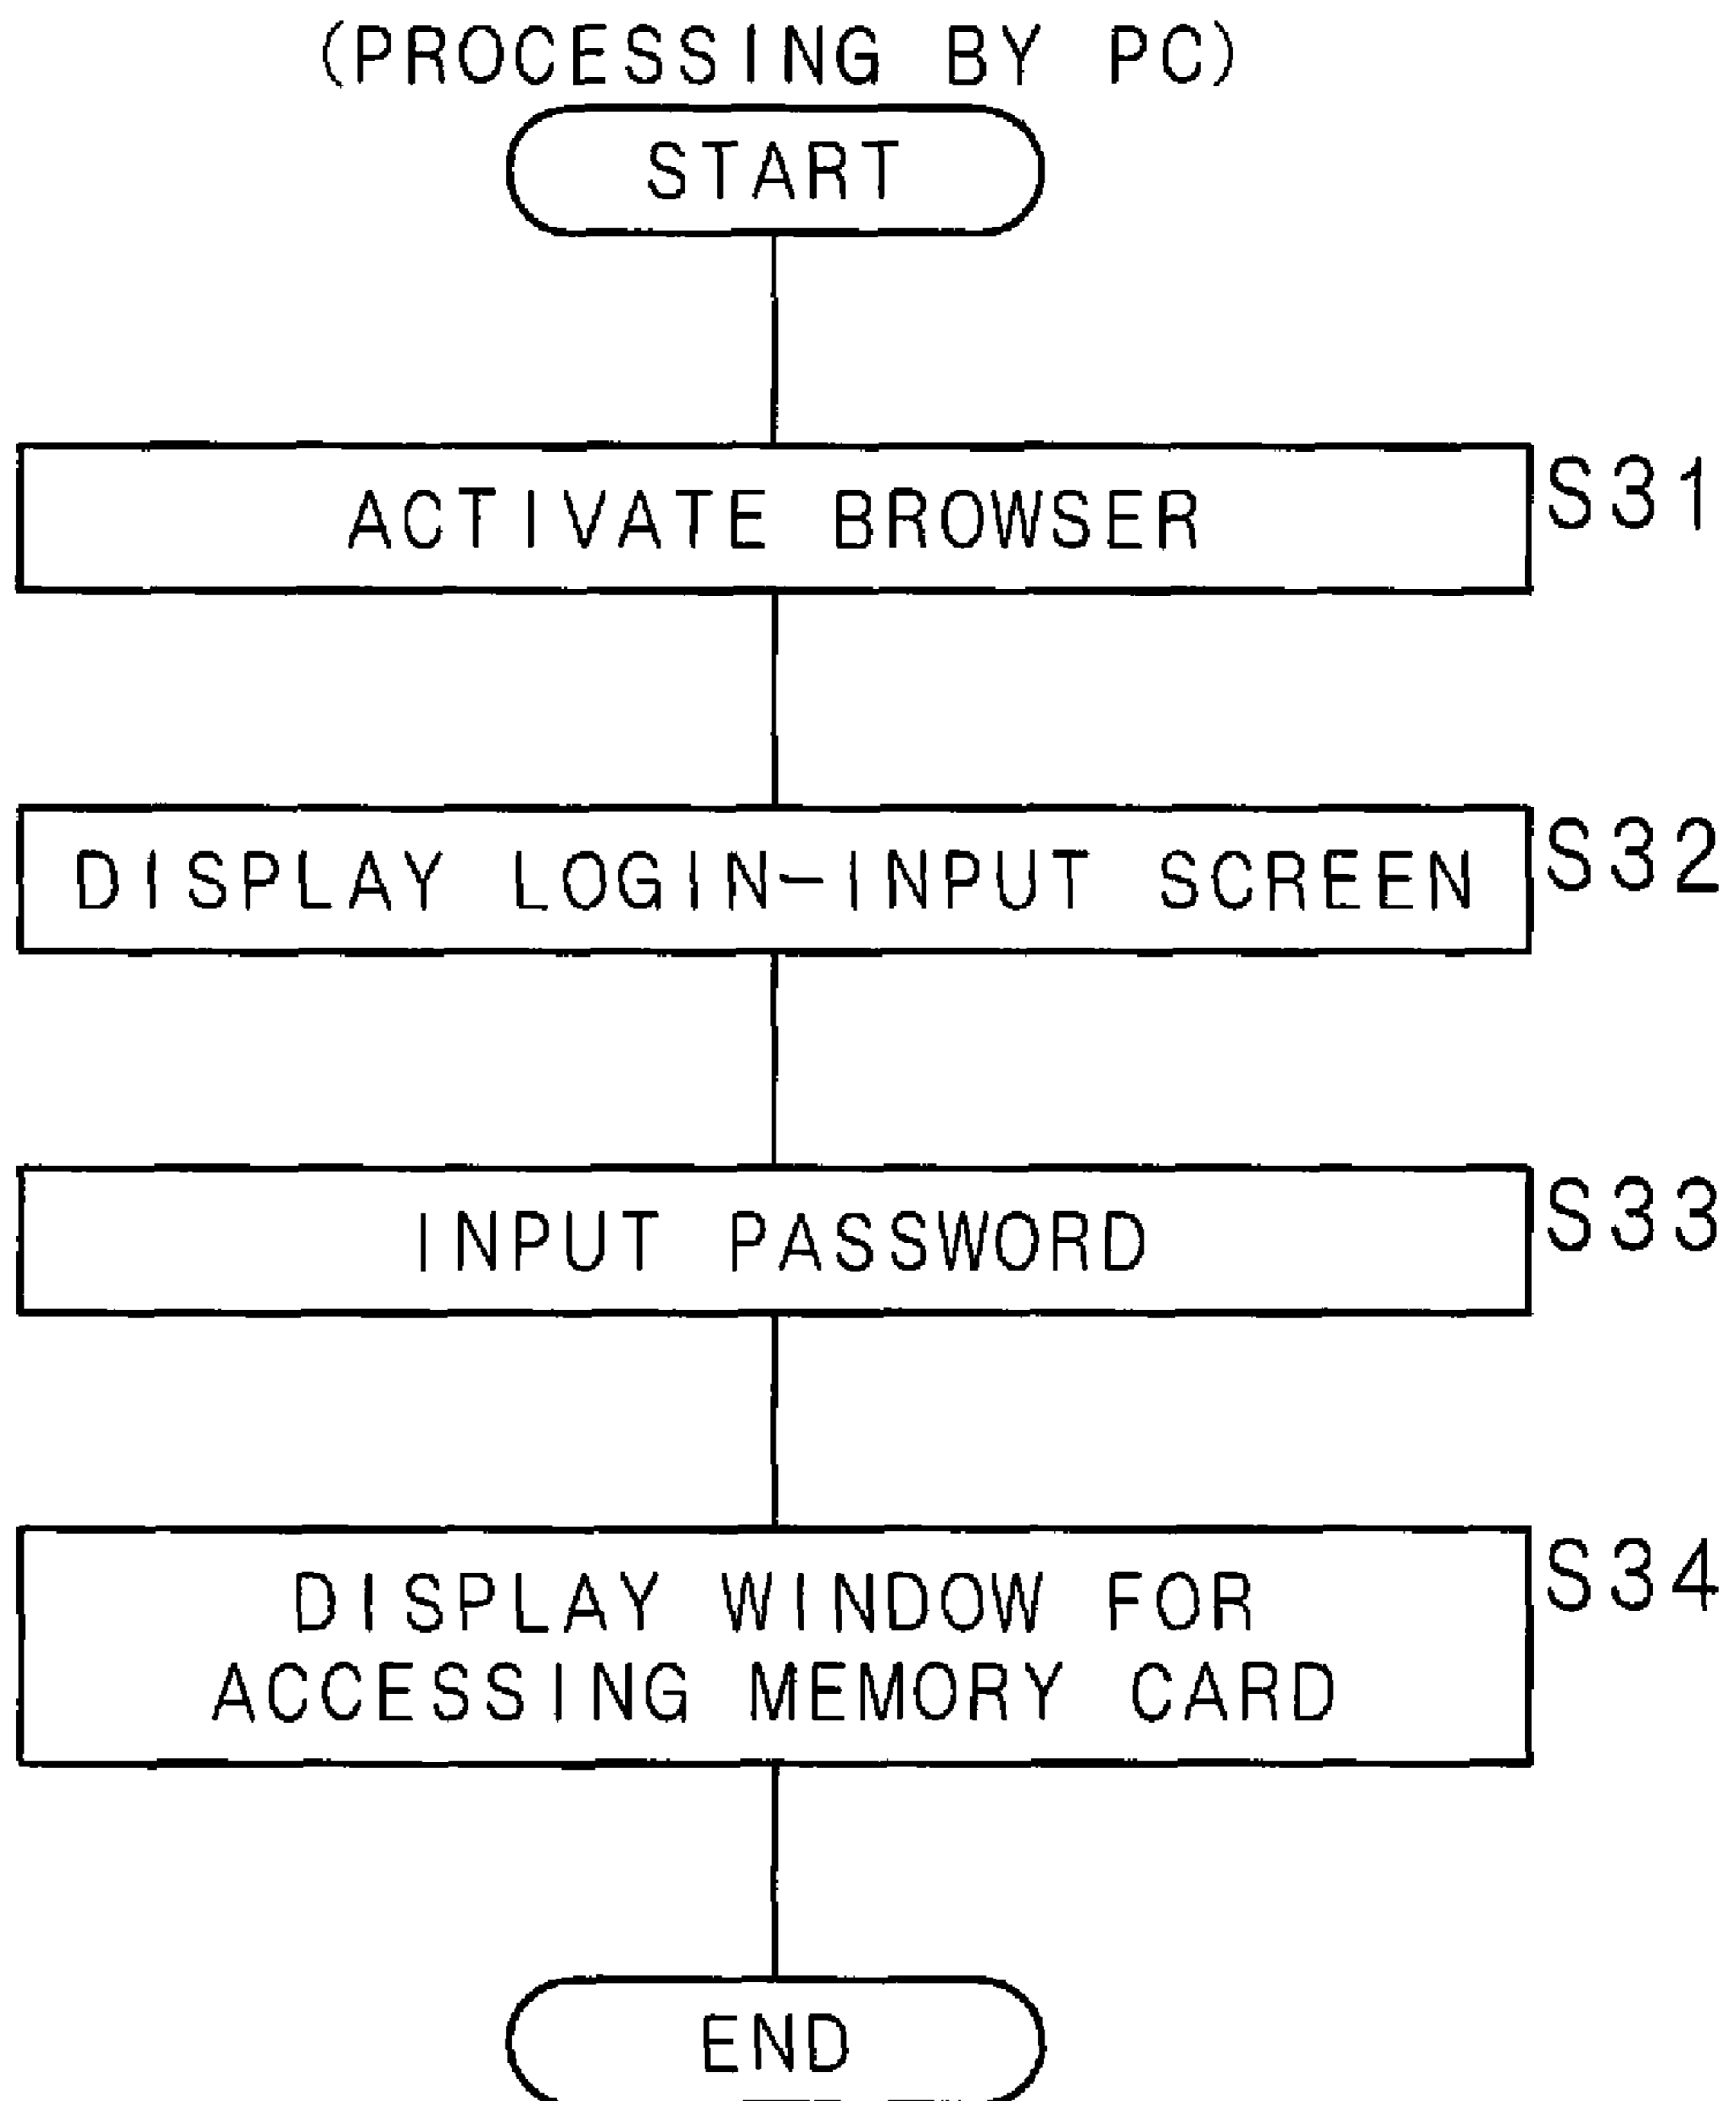 (PROCESSING BY PC)
START
ACTIVATE BROWSER
S31
DISPLAY LOGIN-INPUT SCREEN
S32
INPUT PASSWORD
S33
DISPLAY WINDOW FOR
ACCESSING MEMORY CARD
S34
END